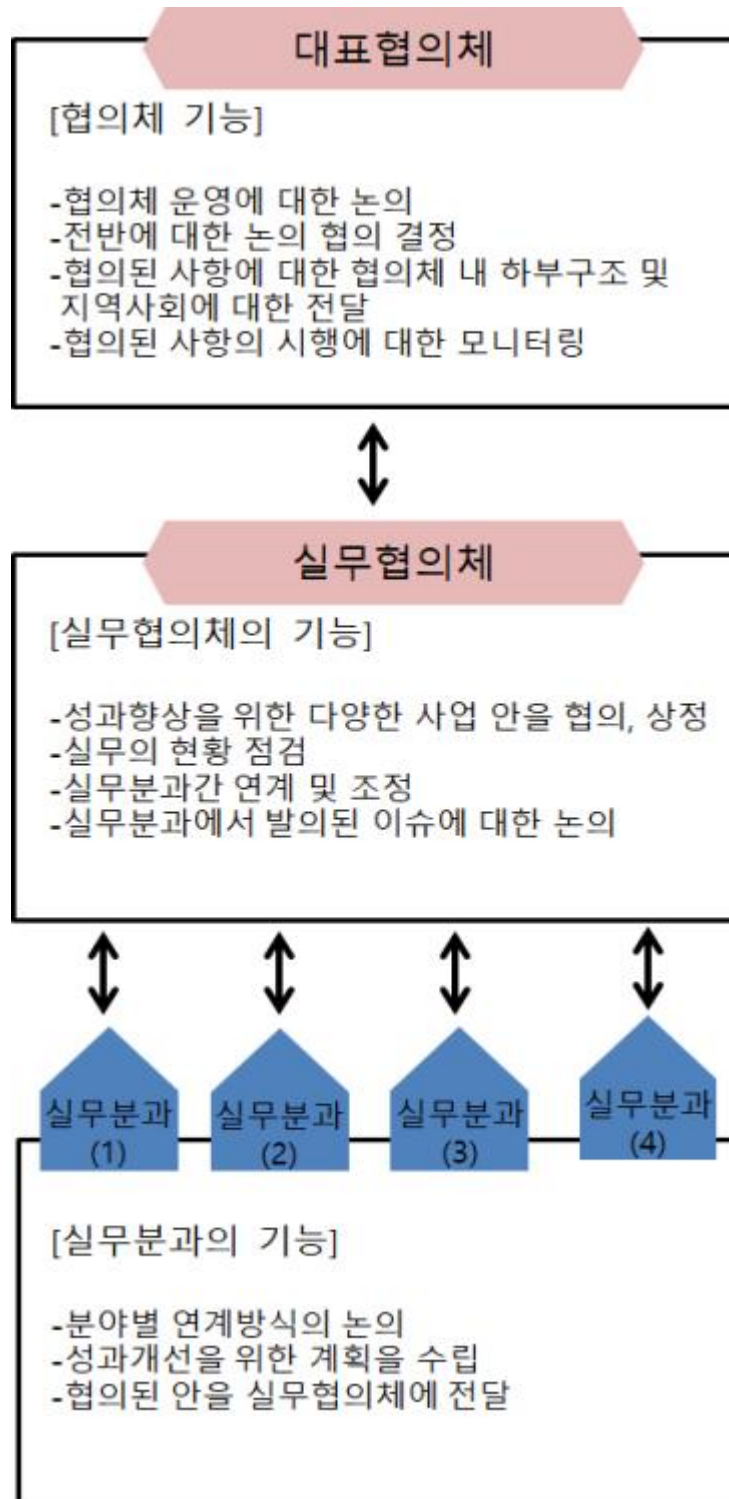 대표협의체
[협의체 기능]
-협의체 운영에 대한 논의
-전반에 대한 논의 협의 결정
-협의된 사항에 대한 협의체 내 하부구조 및
지역사회에 대한 전달
-협의된 사항의 시행에 대한 모니터링
실무협의체
[실무협의체의 기능]
-성과향상을 위한 다양한 사업 안을 협의, 상정
-실무의 현황 점검
-실무분과간 연계 및 조정
-실무분과에서 발의된 이슈에 대한 논의
실무분과
(1)
실무분과
(2)
실무분과
(3)
실무분과
(4)
[실무분과의 기능]
-분야별 연계방식의 논의
-성과개선을 위한 계획을 수립
-협의된 안을 실무협의체에 전달